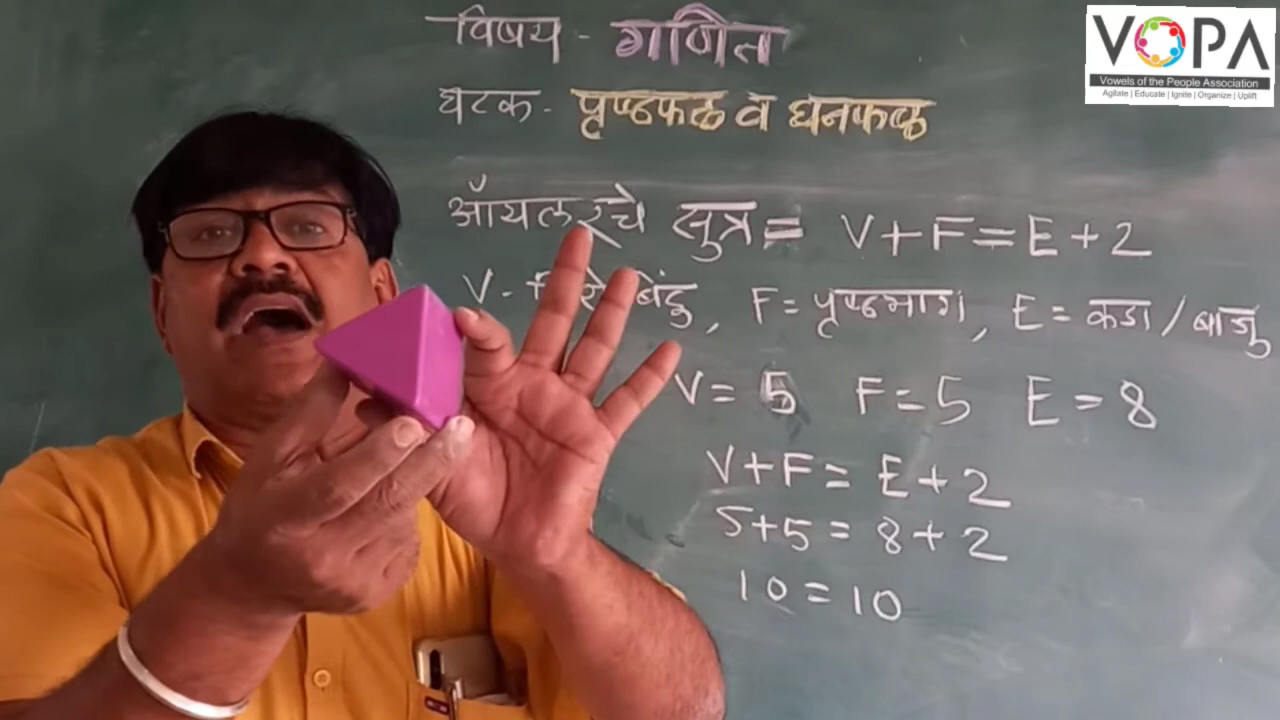 विषय - गणित
घटक - पृष्ठफळ व घनफळ
ऑयलरचे सुत्र = V+F=E+2
V - बिंदु, F = पृष्ठभाग, E = कडा / बाजु
V= 5 F=5 E=8
V+F= E+2
5+5=8+2
10=10
VOPA
Vowels of the People Association
Agitate | Educate | Ignite | Organize | Uplift